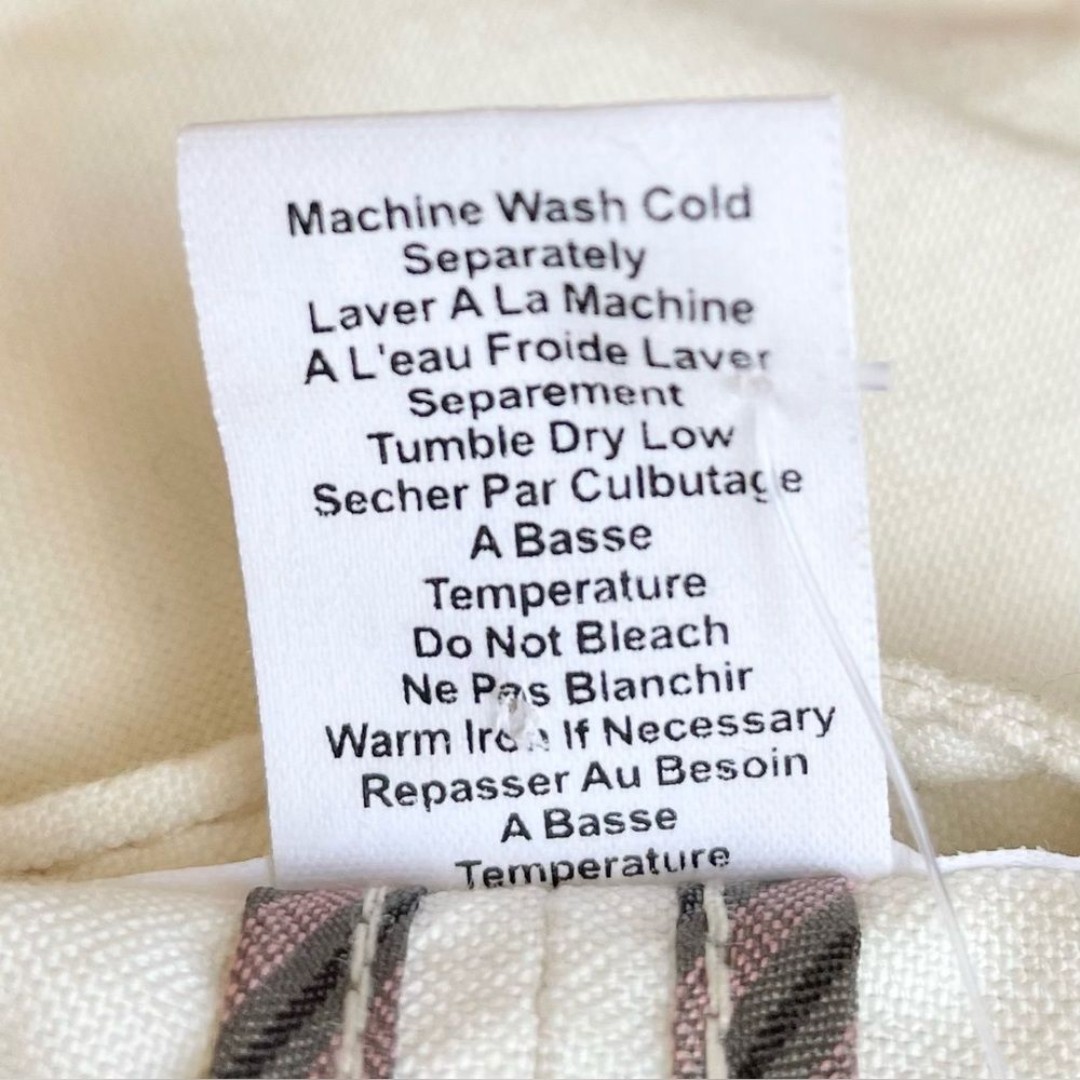 Machine Wash Cold
Separately
Laver A La Machine
A L'eau Froide Laver
Separement
Tumble Dry Low
Secher Par Culbutage
A Basse
Temperature
Do Not Bleach
Ne Pas Blanchir
Warm Iron If Necessary
Repasser Au Besoin
A Basse
Temperature